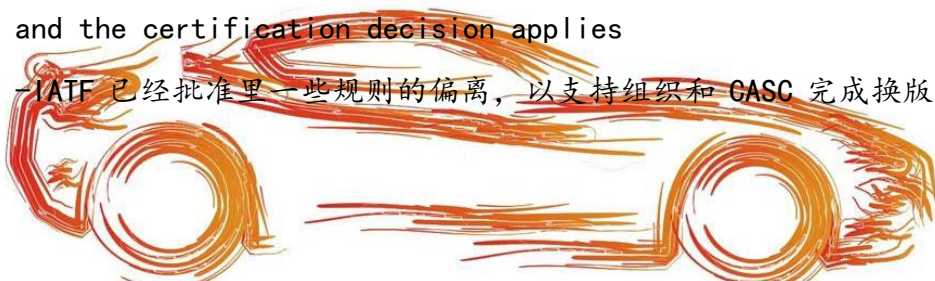 and the certification decision applies
-IATF 已经批准里一些规则的偏离，以支持组织和 CASC 完成换版